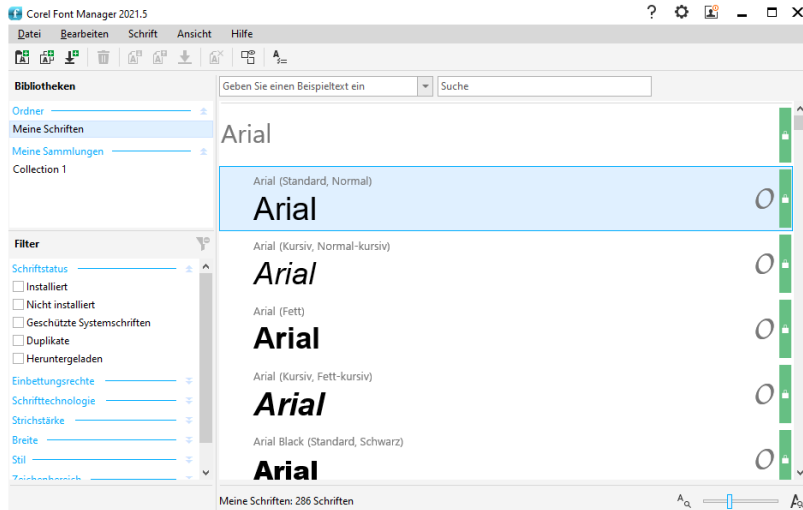 Corel Font Manager 2021.5
Datei Bearbeiten Schrift Ansicht Hilfe
Bibliotheken
Geben Sie einen Beispieltext ein
Suche
Ordner
Meine Schriften
Meine Sammlungen
Collection 1
Filter
Schriftstatus
Installiert
Nicht installiert
Geschützte Systemschriften
Duplikate
Heruntergeladen
Einbettungsrechte
Schrifttechnologie
Strichstärke
Breite
Stil
Zeichenbereich
Arial
Arial (Standard, Normal)
Arial
Arial (Kursiv, Normal-kursiv)
Arial
Arial (Fett)
Arial
Arial (Kursiv, Fett-kursiv)
Arial
Arial Black (Standard, Schwarz)
Arial
Meine Schriften: 286 Schriften